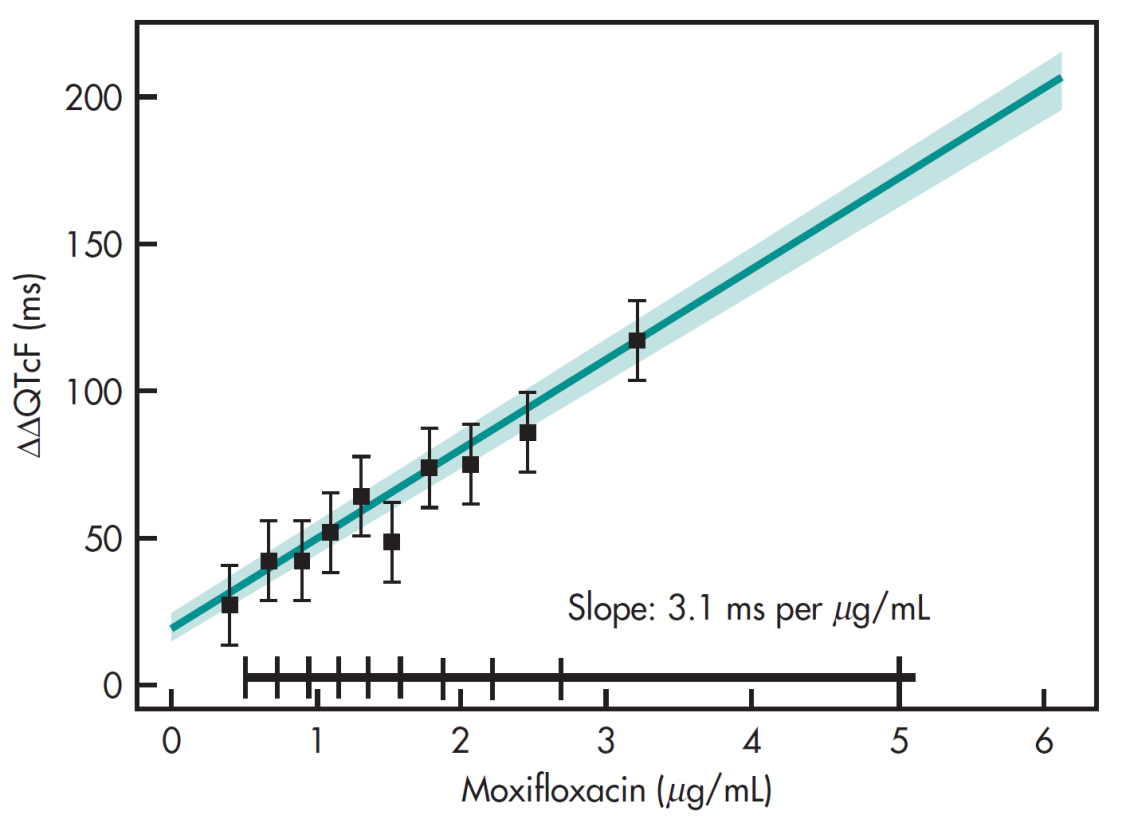 200
150
100
50
0
ΔΔQTcF (ms)
Slope: 3.1 ms per μg/mL
0 1 2 3 4 5 6
Moxifloxacin (μg/mL)